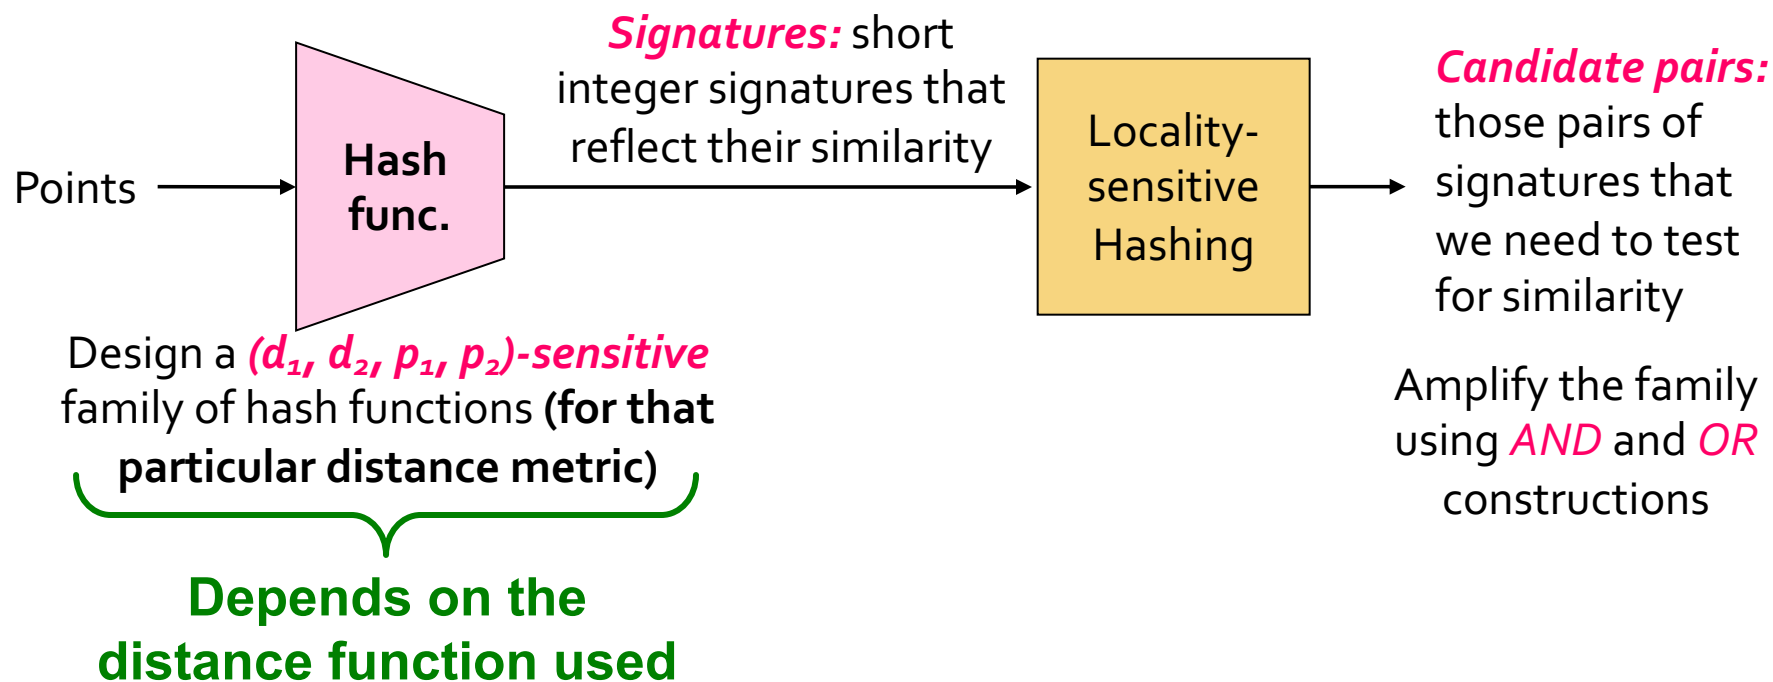 Points
Hash
func.
Signatures: short
integer signatures that
reflect their similarity
Locality-
sensitive
Hashing
Candidate pairs:
those pairs of
signatures that
we need to test
for similarity
Design a (d₁, d₂, p₁, p₂)-sensitive
family of hash functions (for that
particular distance metric)
Amplify the family
using AND and OR
constructions
Depends on the
distance function used